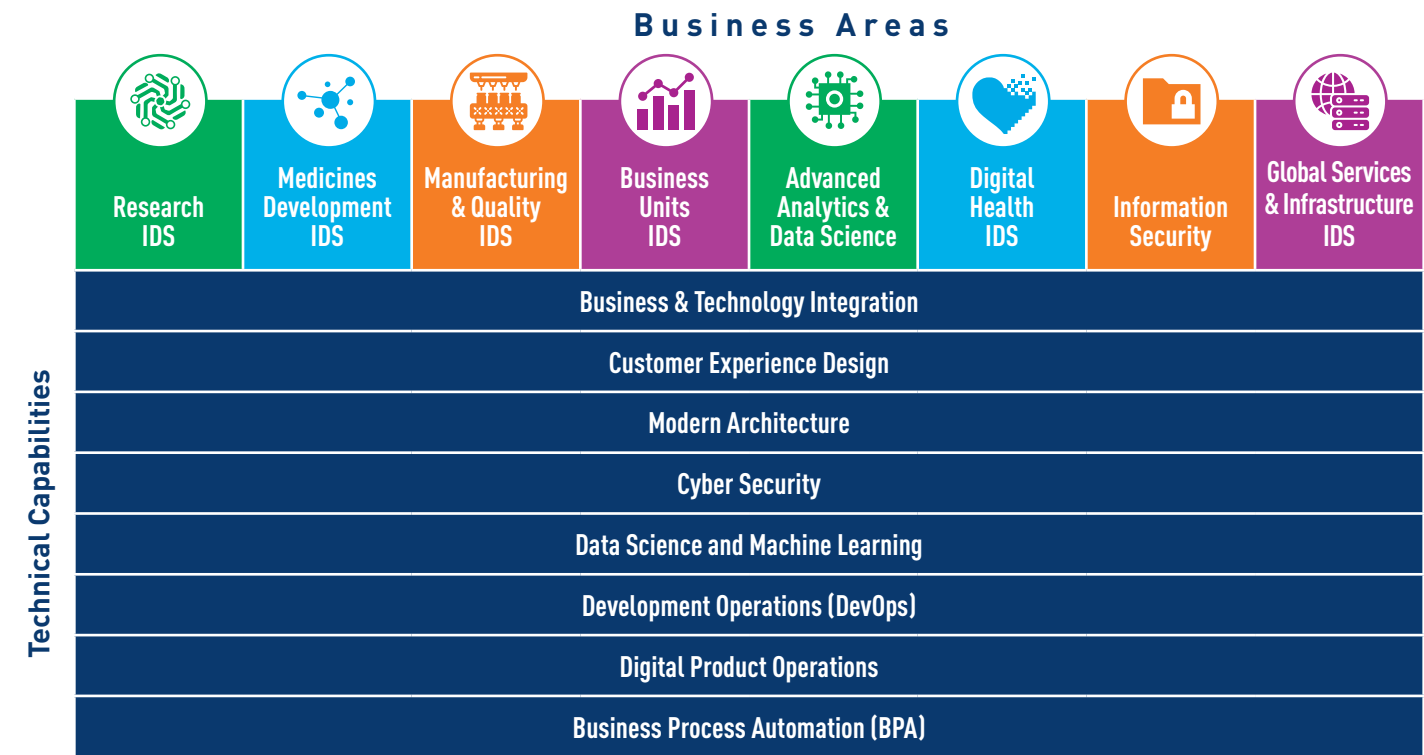 Business Areas
Research
IDS
Medicines
Development
IDS
Manufacturing
& Quality
IDS
Business
Units
IDS
Advanced
Analytics &
Data Science
Digital
Health
IDS
Information
Security
Global Services
& Infrastructure
IDS
Technical Capabilities
Business & Technology Integration
Customer Experience Design
Modern Architecture
Cyber Security
Data Science and Machine Learning
Development Operations (DevOps)
Digital Product Operations
Business Process Automation (BPA)